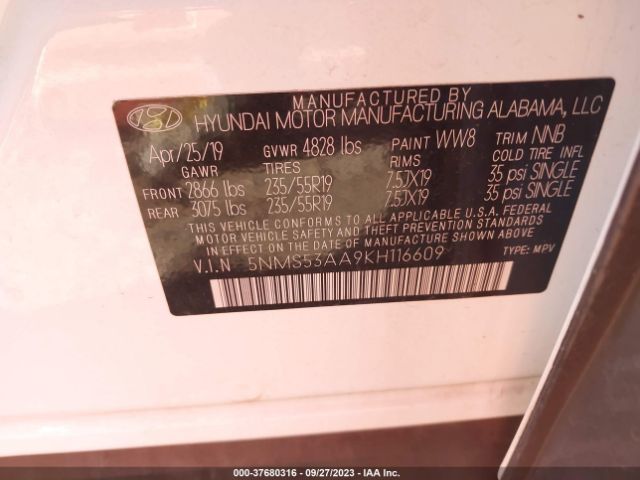 MANUFACTURED BY
HYUNDAI MOTOR MANUFACTURING ALABAMA, LLC
Apr/25/19 GVWR 4828 lbs PAINT WW8 TRIM NNB
GAWR TIRES RIMS COLD TIRE INFL
FRONT 2866 lbs 235/55R19 7.5JX19 35 psi SINGLE
REAR 3075 lbs 235/55R19 7.5JX19 35 psi SINGLE
THIS VEHICLE CONFORMS TO ALL APPLICABLE U.S.A. FEDERAL
MOTOR VEHICLE SAFETY AND THEFT PREVENTION STANDARDS
IN EFFECT ON THE DATE OF MANUFACTURE SHOWN ABOVE.
V.I.N 5NMS53AA9KH116609 TYPE: MPV
000-37680316 • 09/27/2023 • IAA Inc.